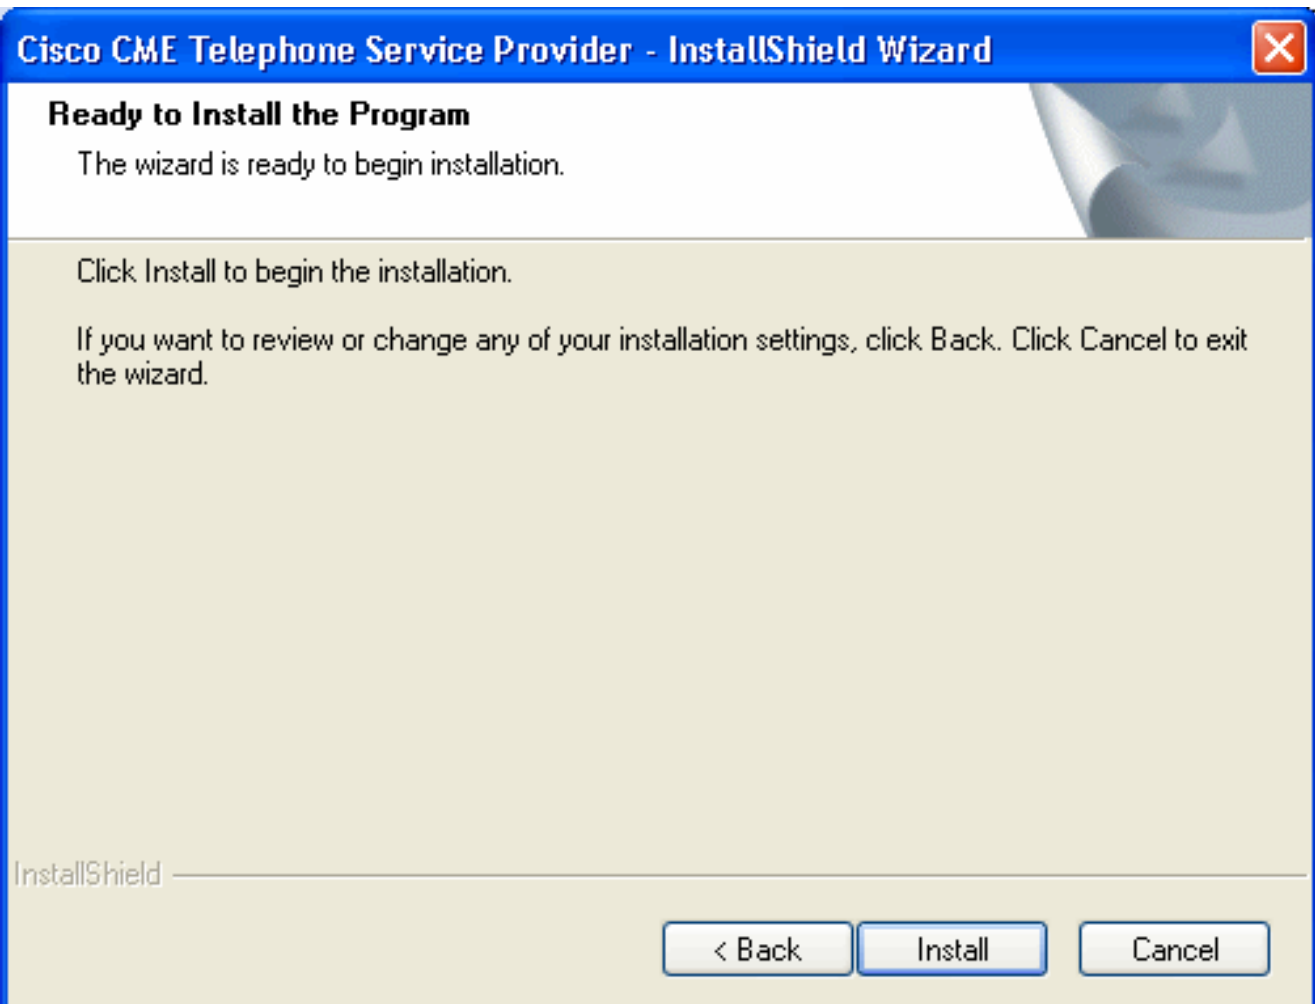 Cisco CME Telephone Service Provider - InstallShield Wizard
Ready to Install the Program
The wizard is ready to begin installation.
Click Install to begin the installation.
If you want to review or change any of your installation settings, click Back. Click Cancel to exit
the wizard.
InstallShield
< Back Install Cancel